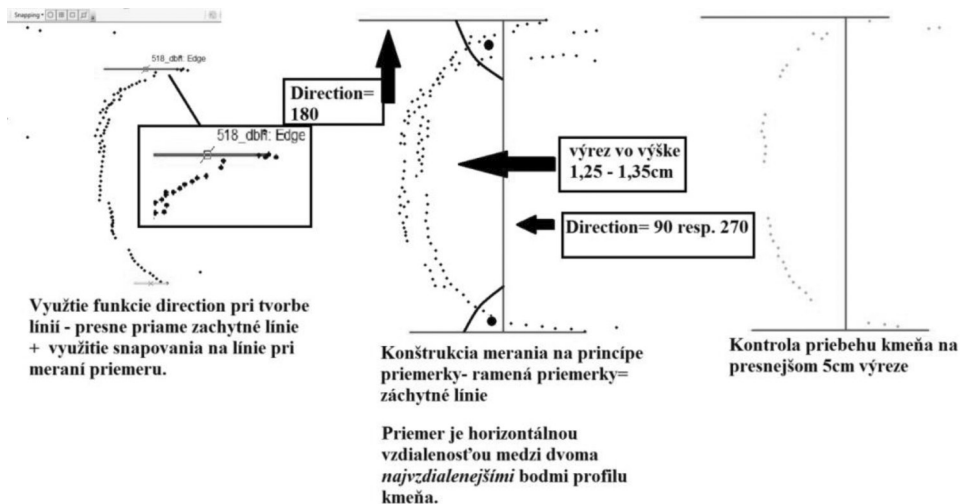 Snapping
518_dbh: Edge
518_dbh: Edge
Direction=
180
výrez vo výške
1,25 - 1,35cm
Direction= 90 resp. 270
Využtie funkcie direction pri tvorbe
línií - presne priame zachytné línie
+ využitie snapovania na línie pri
meraní priemeru.
Konštrukcia merania na princípe
priemerky- ramená priemerky=
záchytné línie
Priemer je horizontálnou
vzdialenosťou medzi dvoma
najvzdialenejšími bodmi profilu
kmeňa.
Kontrola priebehu kmeňa na
presnejšom 5cm výreze